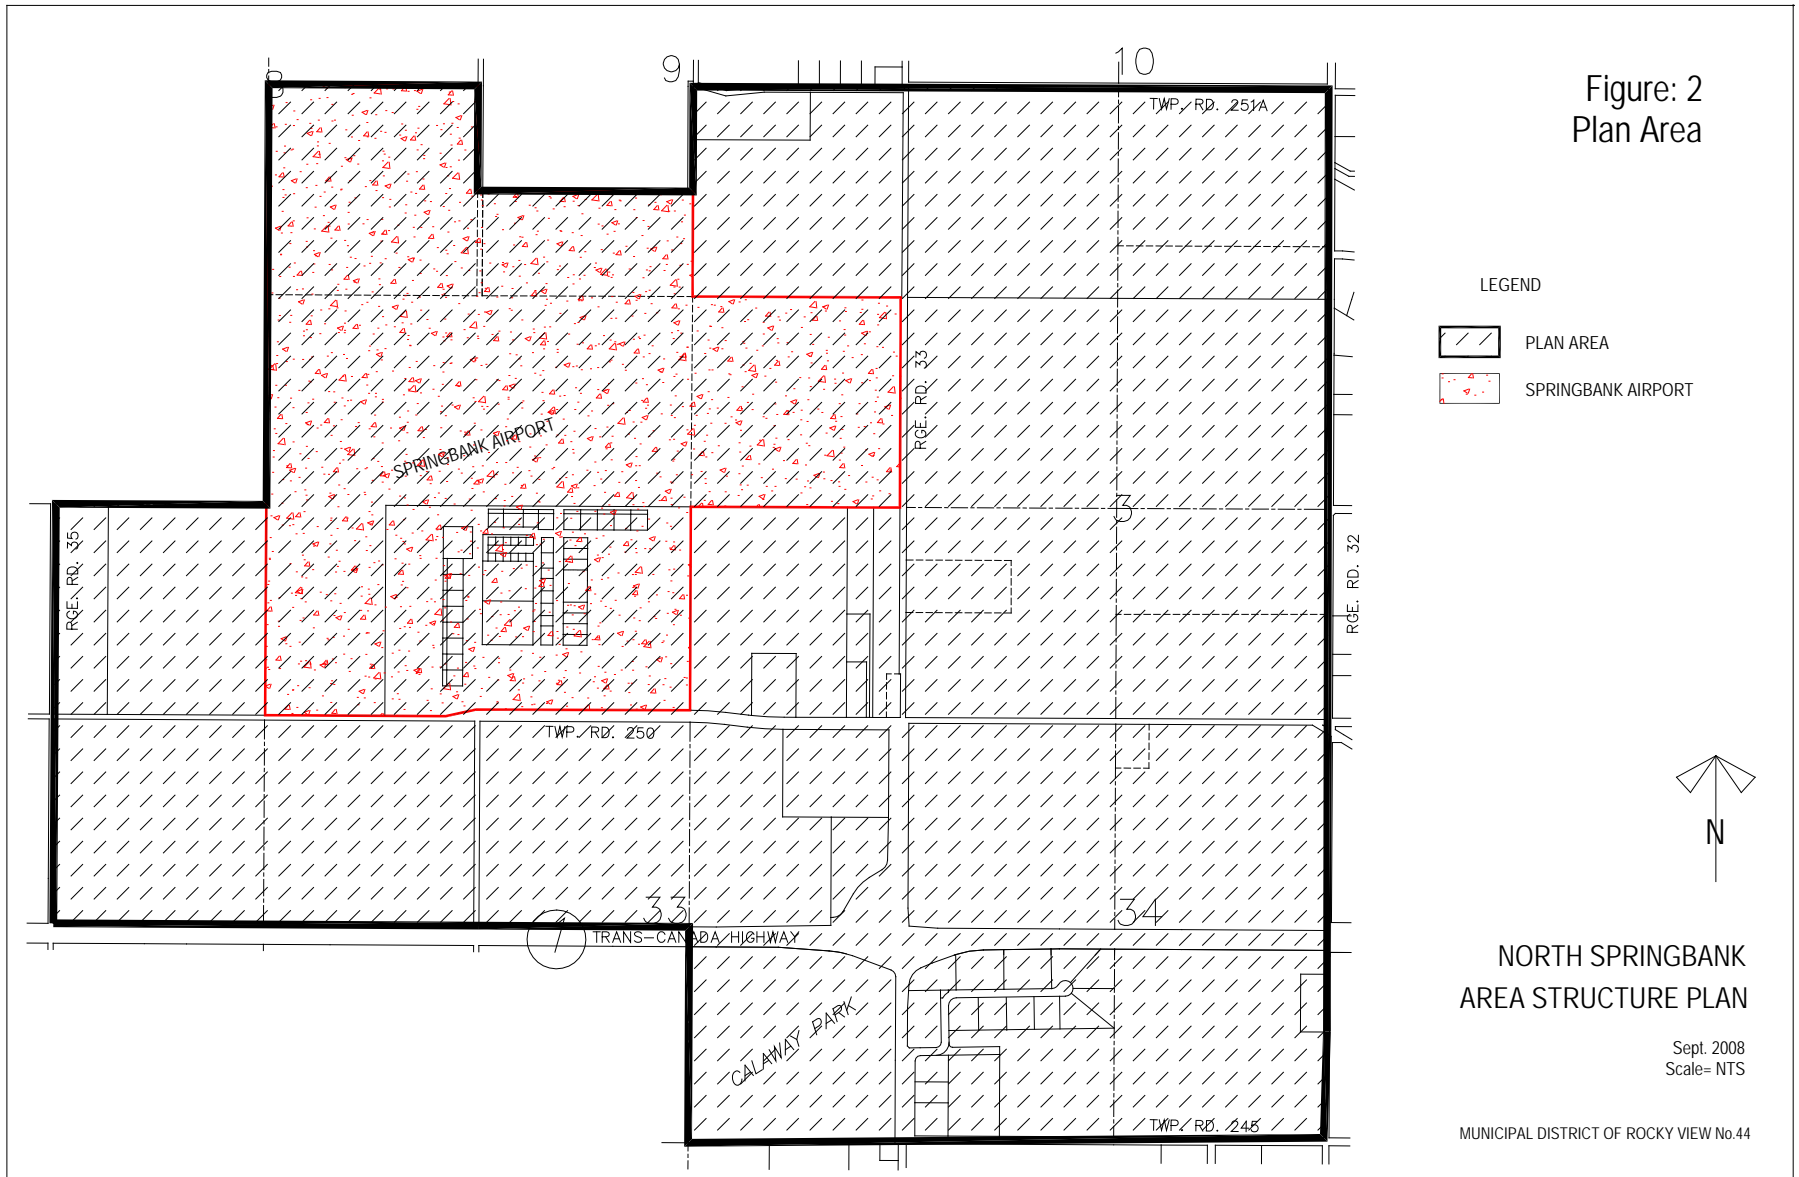 Figure: 2
Plan Area
9
10
TWP. RD. 251A
LEGEND
PLAN AREA
SPRINGBANK AIRPORT
RGE. RD. 33
SPRINGBANK AIRPORT
3
RGE. RD. 35
RGE. RD. 32
TWP. RD. 250
N
33
34
1
TRANS-CANADA HIGHWAY
NORTH SPRINGBANK
AREA STRUCTURE PLAN
CALAWAY PARK
Sept. 2008
Scale= NTS
TWP. RD. 245
MUNICIPAL DISTRICT OF ROCKY VIEW No.44